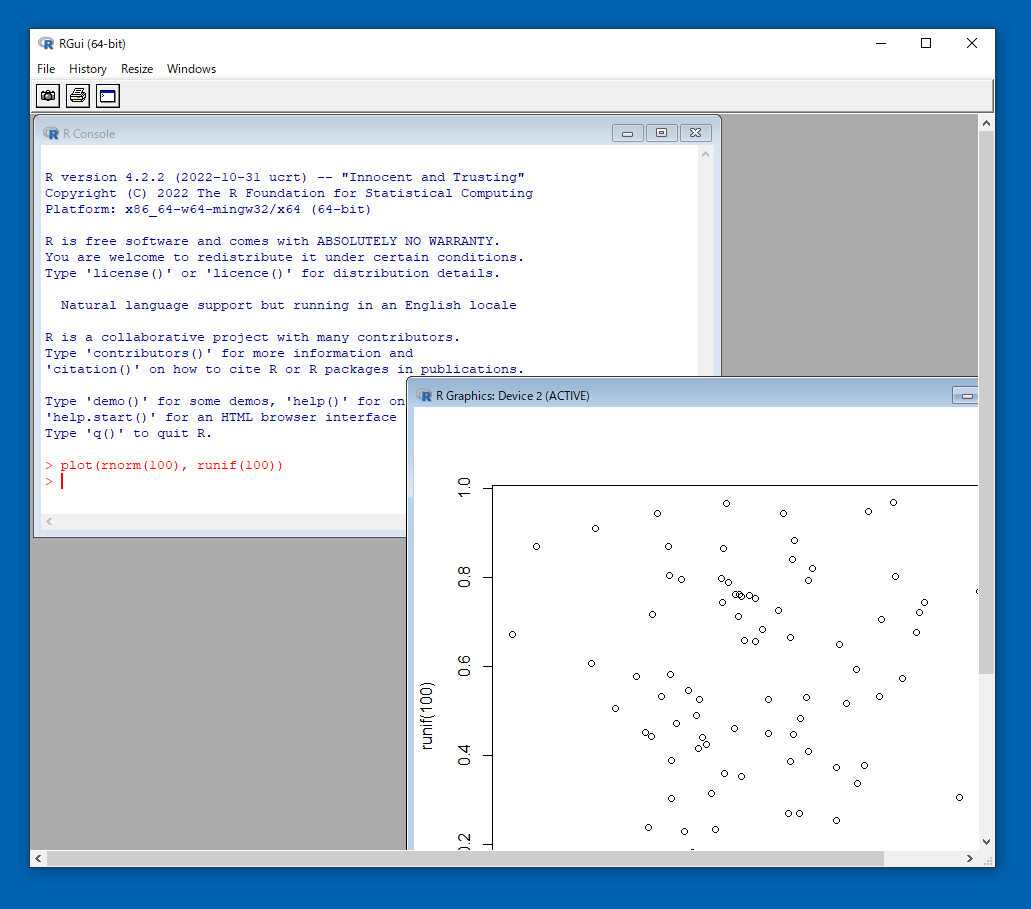 RGui (64-bit)
File History Resize Windows
R Console
R version 4.2.2 (2022-10-31 ucrt) -- "Innocent and Trusting"
Copyright (C) 2022 The R Foundation for Statistical Computing
Platform: x86_64-w64-mingw32/x64 (64-bit)
R is free software and comes with ABSOLUTELY NO WARRANTY.
You are welcome to redistribute it under certain conditions.
Type 'license()' or 'licence()' for distribution details.
Natural language support but running in an English locale
R is a collaborative project with many contributors.
Type 'contributors()' for more information and
'citation()' on how to cite R or R packages in publications.
Type 'demo()' for some demos, 'help()' for on
'help.start()' for an HTML browser interface
Type 'q()' to quit R.
> plot(rnorm(100), runif(100))
>
R Graphics: Device 2 (ACTIVE)
1.0
0.8
0.6
0.4
0.2
runif(100)